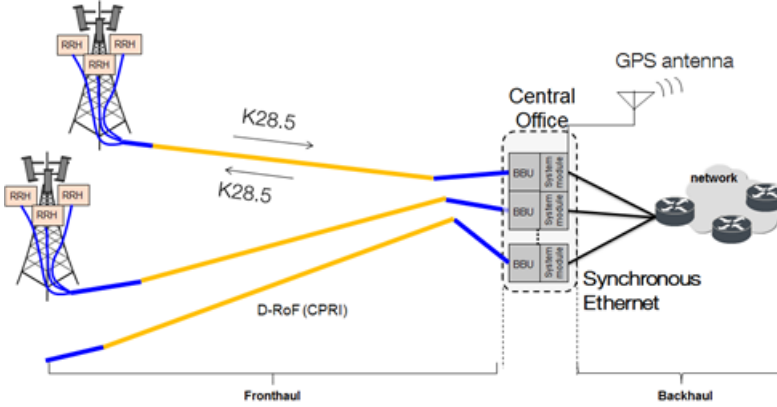 RRH
RRH
RRH
K28.5
K28.5
GPS antenna
Central
Office
BBU
System
module
BBU
System
module
BBU
System
module
network
Synchronous
Ethernet
RRH
RRH
RRH
D-RoF (CPRI)
Fronthaul
Backhaul